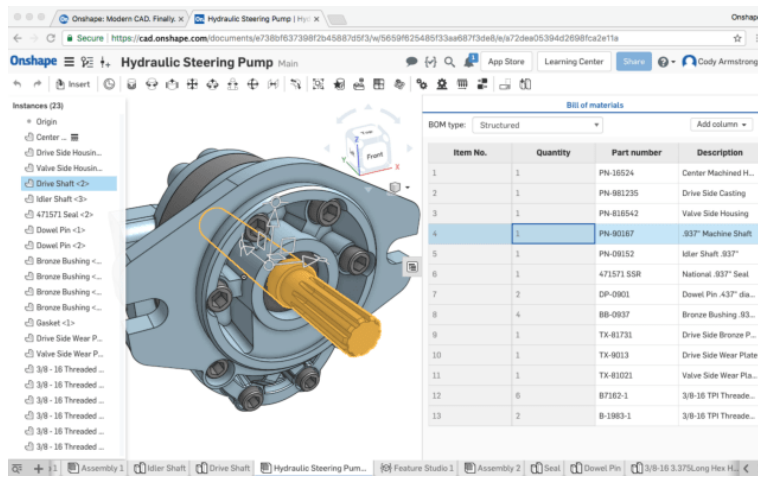 Onshape: Modern CAD. Finally. ×
Hydraulic Steering Pump | Hy ×
Onshap
Secure | https://cad.onshape.com/documents/e738bf637398f2b45887d5f3/w/5659f625485f33aa687f3de8/e/a72dea05394d2698fca2e11a
Onshape Hydraulic Steering Pump Main
App Store Learning Center Share Cody Armstrong
Insert
Instances (23)
Origin
Center ...
Drive Side Housin...
Valve Side Housin...
Drive Shaft <2>
Idler Shaft <3>
471571 Seal <2>
Dowel Pin <1>
Dowel Pin <2>
Bronze Bushing <...
Bronze Bushing <...
Bronze Bushing <...
Bronze Bushing <...
Gasket <1>
Drive Side Wear P...
Valve Side Wear P...
3/8 - 16 Threaded ...
3/8 - 16 Threaded ...
3/8 - 16 Threaded ...
3/8 - 16 Threaded ...
3/8 - 16 Threaded ...
3/8 - 16 Threaded ...
Front
X
Bill of materials
BOM type: Structured Add column
Item No. Quantity Part number Description
1 1 PN-16524 Center Machined H...
2 1 PN-981235 Drive Side Casting
3 1 PN-816542 Valve Side Housing
4 1 PN-90167 .937" Machine Shaft
5 1 PN-09152 Idler Shaft .937"
6 1 471571 SSR National .937" Seal
7 2 DP-0901 Dowel Pin .437" dia...
8 4 BB-0937 Bronze Bushing .93...
9 1 TX-81731 Drive Side Bronze P...
10 1 TX-9013 Drive Side Wear Plate
11 1 TX-81021 Valve Side Wear Pla...
12 6 B7162-1 3/8-16 TPI Threade...
13 2 B-1983-1 3/8-16 TPI Threade...
Assembly 1 Idler Shaft Drive Shaft Hydraulic Steering Pum... Feature Studio 1 Assembly 2 Seal Dowel Pin 3/8-16 3.375Long Hex H...